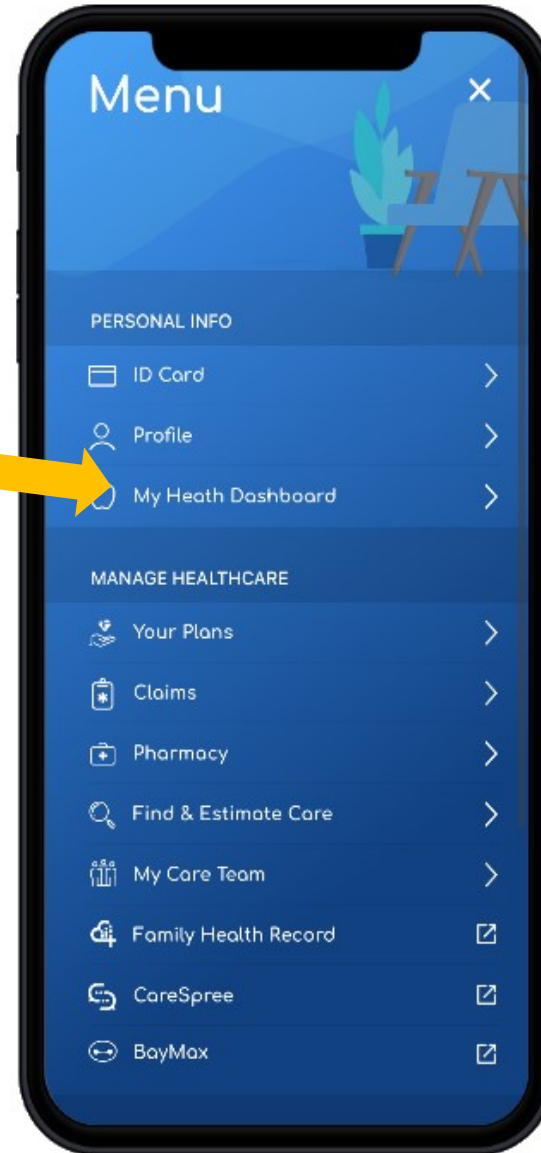 Menu
PERSONAL INFO
ID Card
Profile
My Heath Dashboard
MANAGE HEALTHCARE
Your Plans
Claims
Pharmacy
Find & Estimate Care
My Care Team
Family Health Record
CareSpree
BayMax